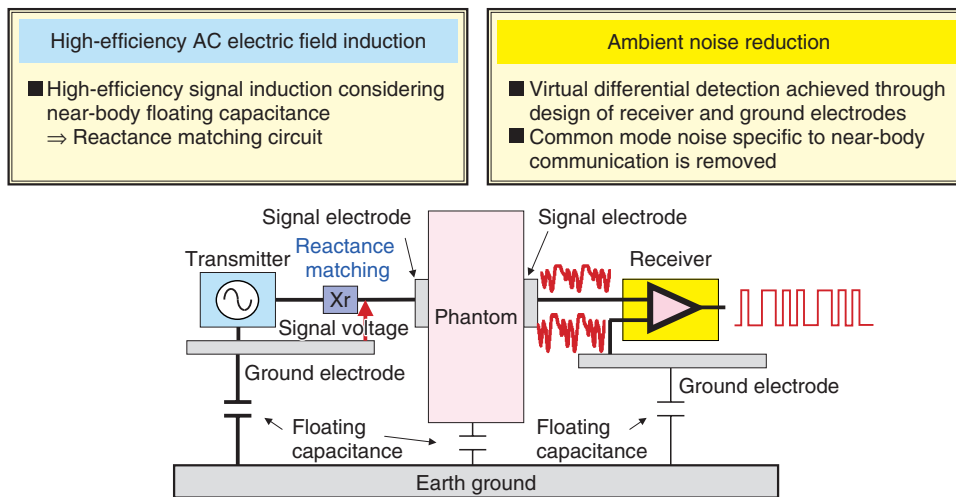 High-efficiency AC electric field induction
■ High-efficiency signal induction considering
near-body floating capacitance
⇒ Reactance matching circuit
Ambient noise reduction
■ Virtual differential detection achieved through
design of receiver and ground electrodes
■ Common mode noise specific to near-body
communication is removed
Signal electrode
Signal electrode
Transmitter
Reactance
matching
Receiver
Xr
Phantom
Signal voltage
Ground electrode
Ground electrode
Floating
capacitance
Floating
capacitance
Earth ground